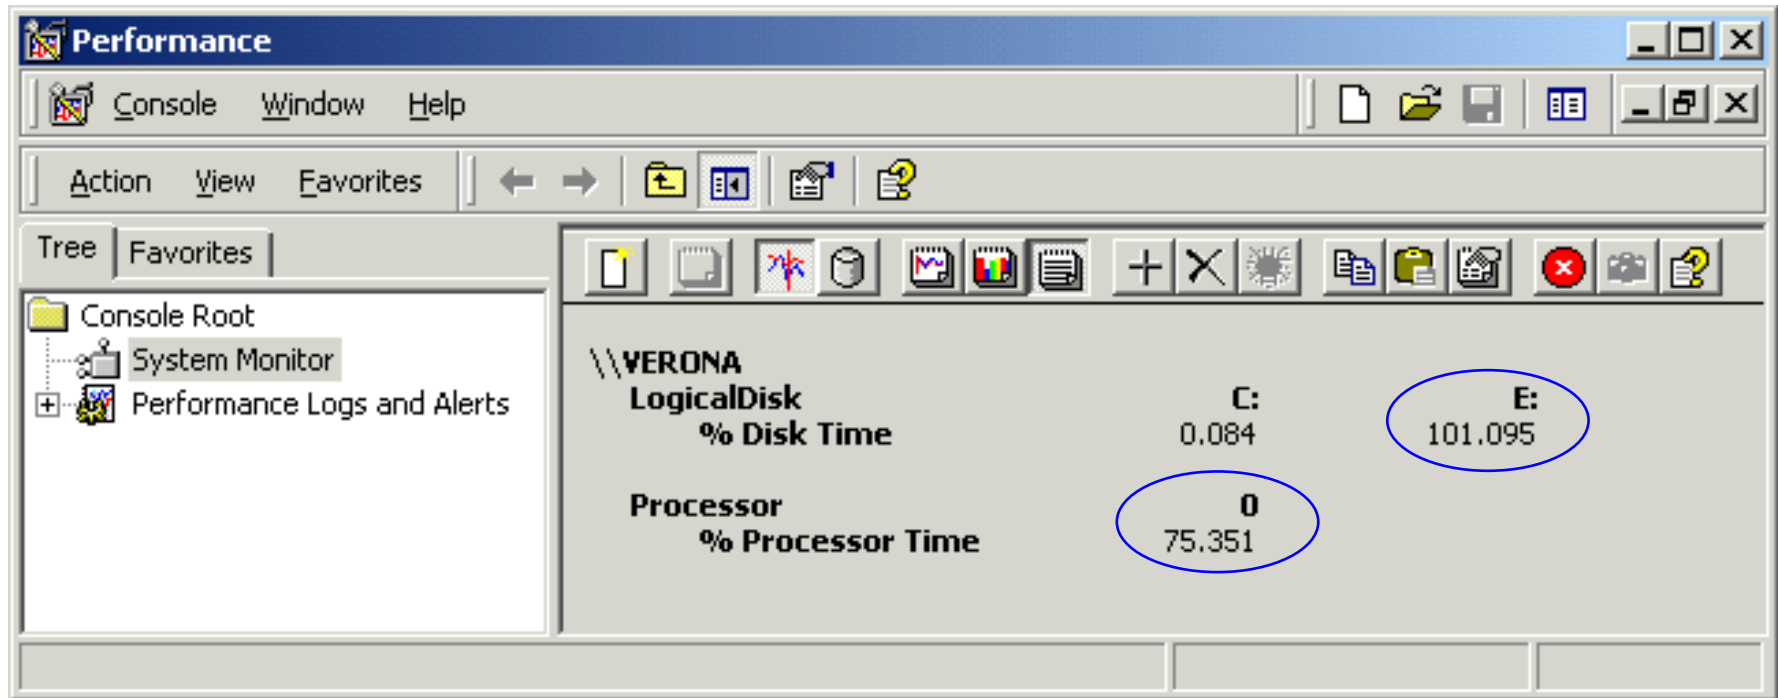 Performance
Console Window Help
Action View Favorites
Tree Favorites
Console Root
System Monitor
Performance Logs and Alerts
\\VERONA
LogicalDisk C: E:
% Disk Time 0.084 101.095
Processor 0
% Processor Time 75.351